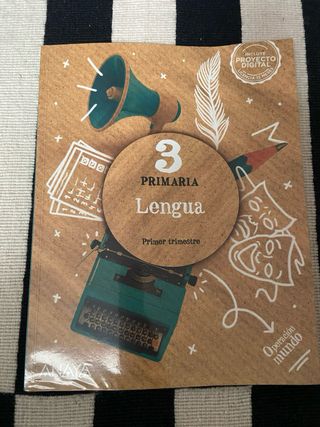 INCLUYE
PROYECTO
DIGITAL
3
PRIMARIA
Lengua
Primer trimestre
Operación
mundo
ANAYA